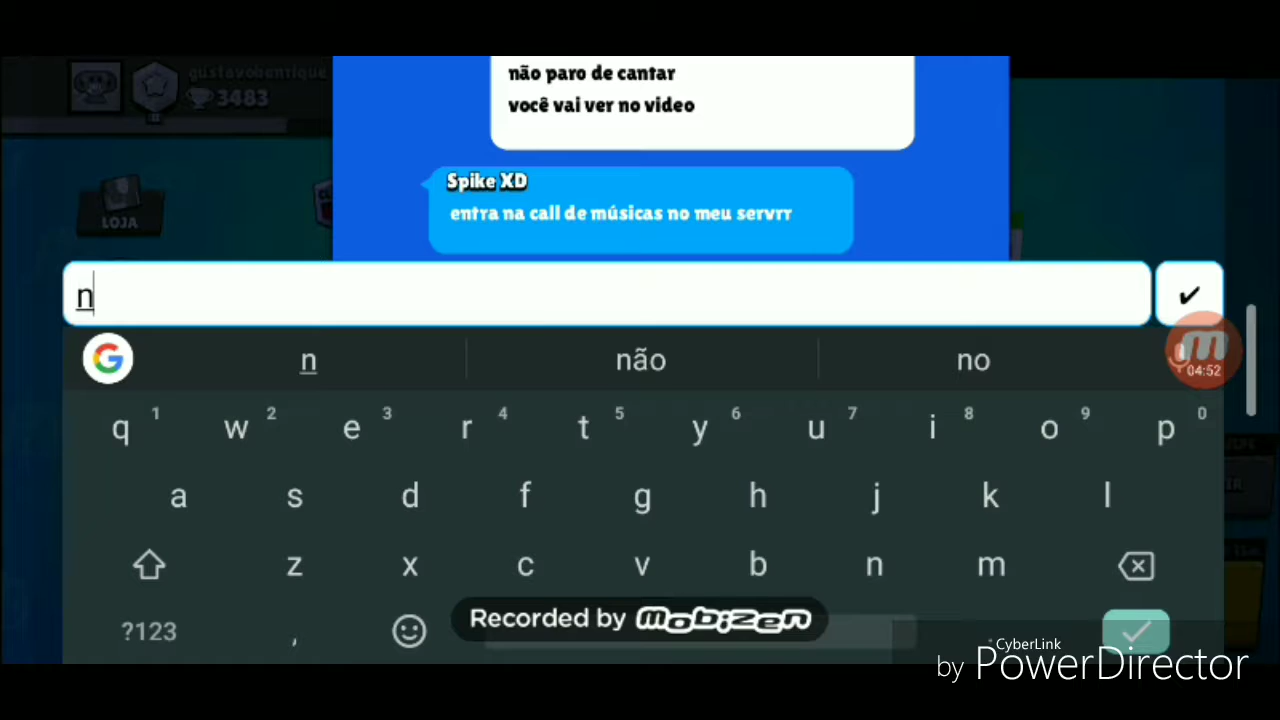 gustavohenrique
3483
não paro de cantar
você vai ver no video
Spike XD
entra na call de músicas no meu servrr
LOJA
n
✔
G
n
não
no
04:52
q 1 w 2 e 3 r 4 t 5 y 6 u 7 i 8 o 9 p 0
a s d f g h j k l
z x c v b n m
?123 ,
Recorded by mobizen
CyberLink
by PowerDirector